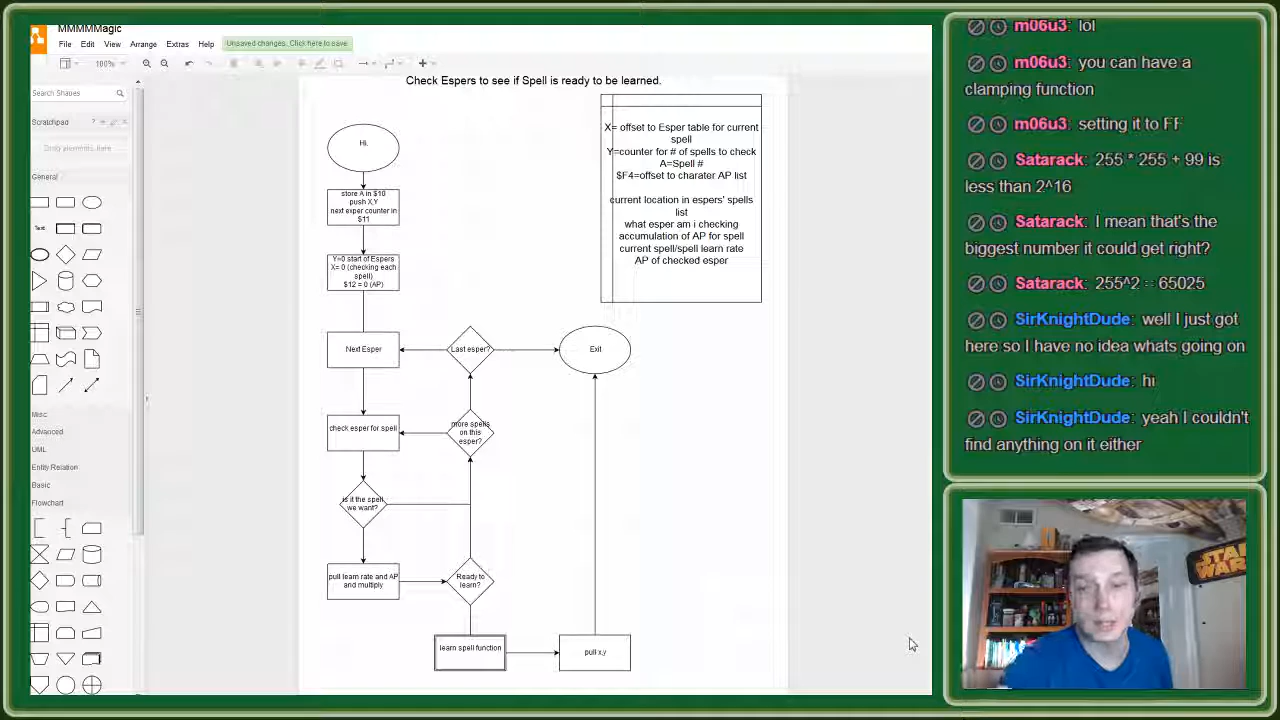 MMMMMagic
File Edit View Arrange Extras Help Unsaved changes. Click here to save
100%
Search Shapes
Scratchpad
General
Text
Misc
Advanced
UML
Entity Relation
Basic
Flowchart
Check Espers to see if Spell is ready to be learned.
Hi.
store A in $10
push X,Y
next exper counter in
$11
Y=0 start of Espers
X= 0 (checking each
spell)
$12 = 0 (AP)
Next Esper
Last esper?
Exit
check esper for spell
more spells
on this
esper?
is it the spell
we want?
pull learn rate and AP
and multiply
Ready to
learn?
learn spell function
pull x,y
X= offset to Esper table for current
spell
Y=counter for # of spells to check
A=Spell #
$F4=offset to charater AP list
current location in espers' spells
list
what esper am i checking
accumulation of AP for spell
current spell/spell learn rate
AP of checked esper
m06u3: lol
m06u3: you can have a
clamping function
m06u3: setting it to FF
Satarack: 255 * 255 + 99 is
less than 2^16
Satarack: I mean that's the
biggest number it could get right?
Satarack: 255^2 = 65025
SirKnightDude: well I just got
here so I have no idea whats going on
SirKnightDude: hi
SirKnightDude: yeah I couldn't
find anything on it either
STAR
WARS